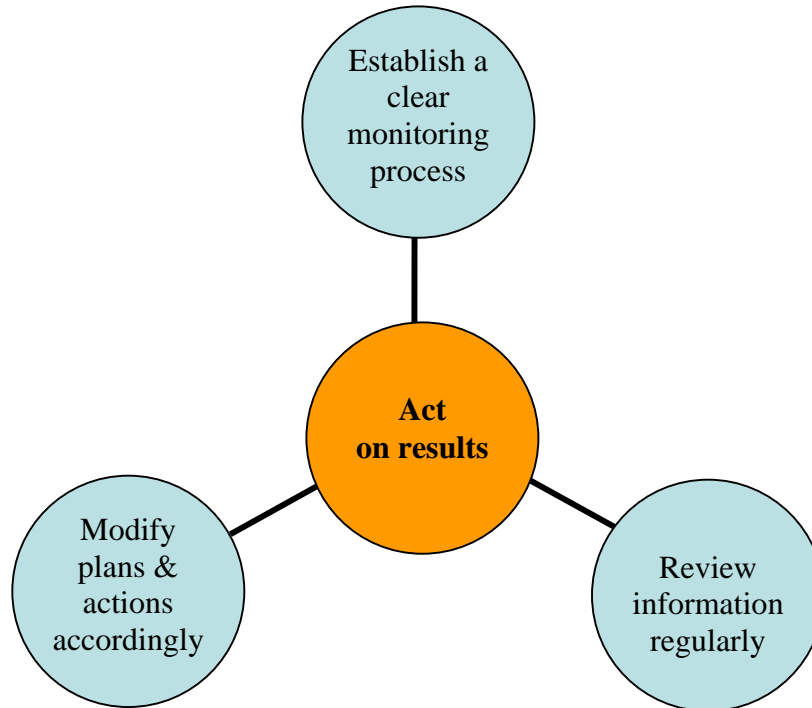 Establish a
clear
monitoring
process
Act
on results
Modify
plans &
actions
accordingly
Review
information
regularly